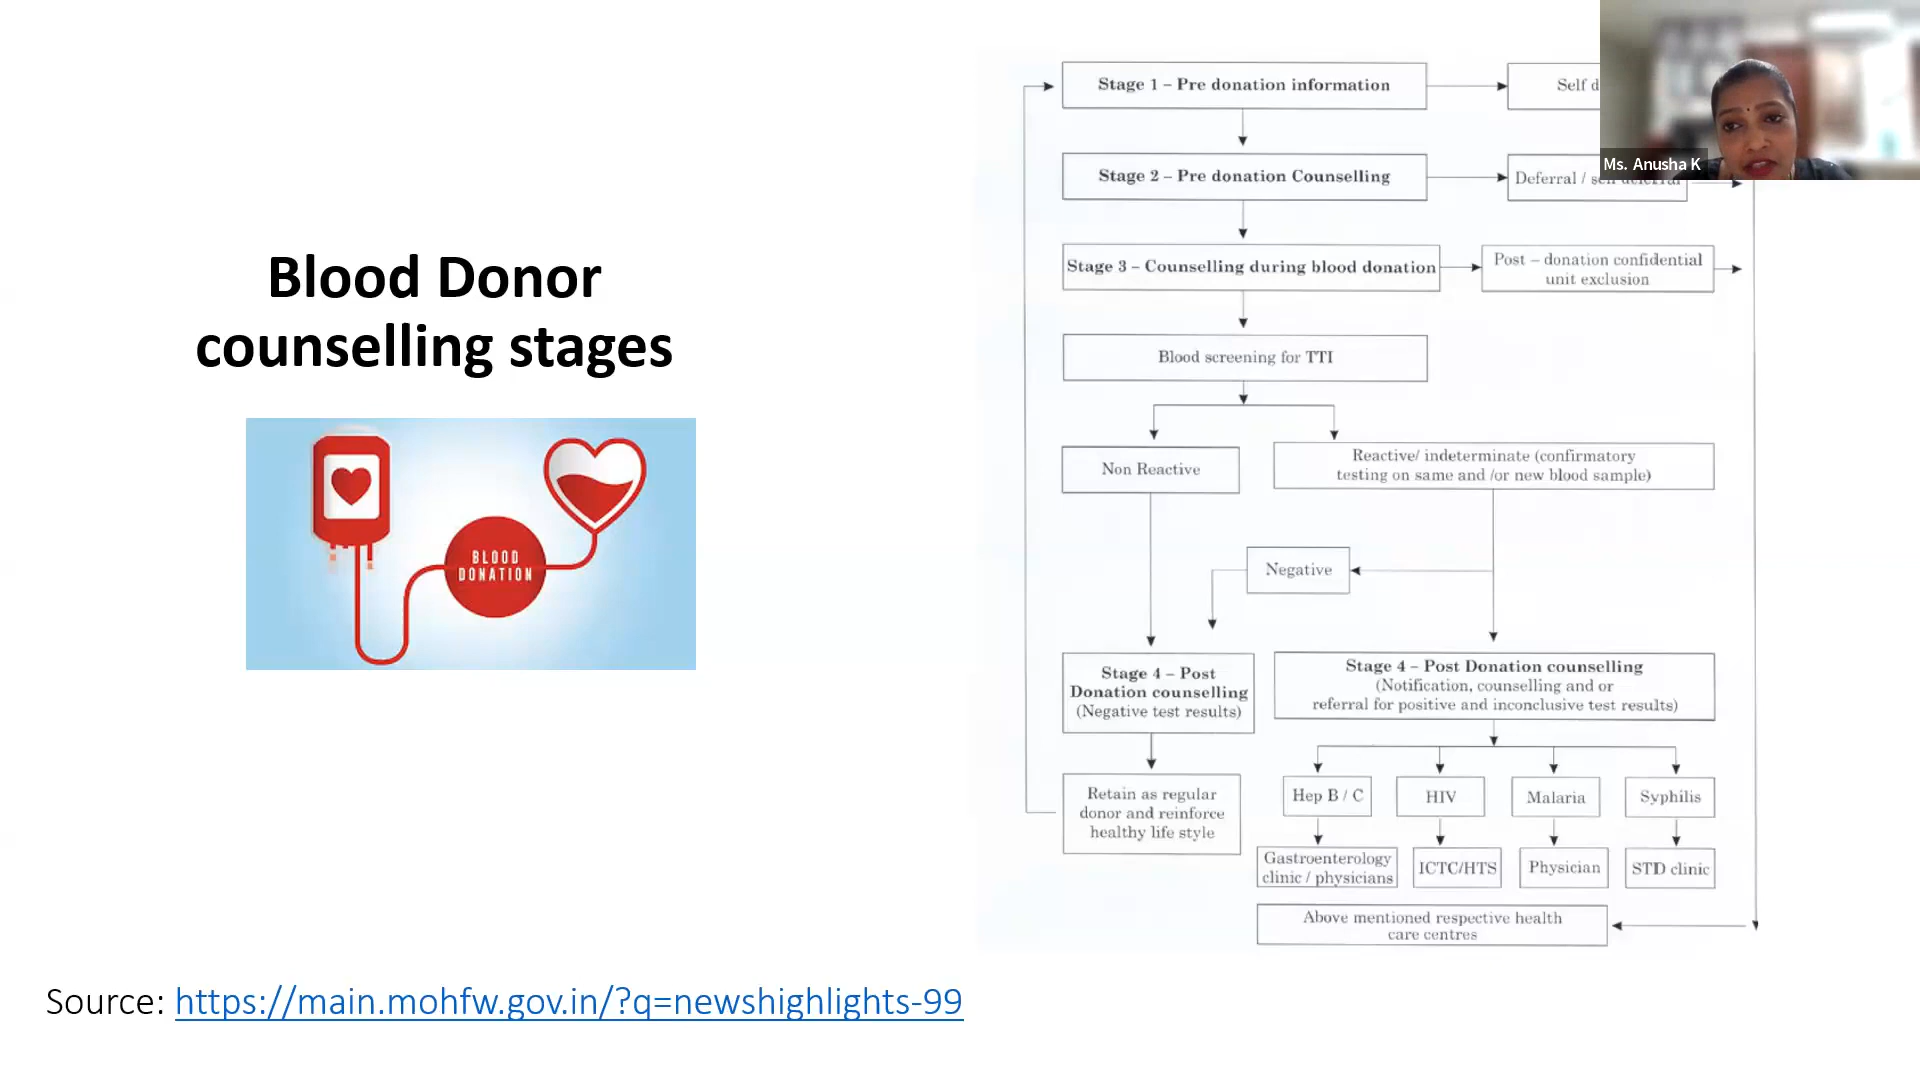 Blood Donor
counselling stages
BLOOD
DONATION
Source: https://main.mohfw.gov.in/?q=newshighlights-99
Stage 1 – Pre donation information
Self
Stage 2 – Pre donation Counselling
Deferral /
Stage 3 – Counselling during blood donation
Post – donation confidential
unit exclusion
Blood screening for TTI
Non Reactive
Reactive/ indeterminate (confirmatory
testing on same and /or new blood sample)
Negative
Stage 4 – Post
Donation counselling
(Negative test results)
Stage 4 – Post Donation counselling
(Notification, counselling and or
referral for positive and inconclusive test results)
Retain as regular
donor and reinforce
healthy life style
Hep B / C
HIV
Malaria
Syphilis
Gastroenterology
clinic / physicians
ICTC/HTS
Physician
STD clinic
Above mentioned respective health
care centres
Ms. Anusha K